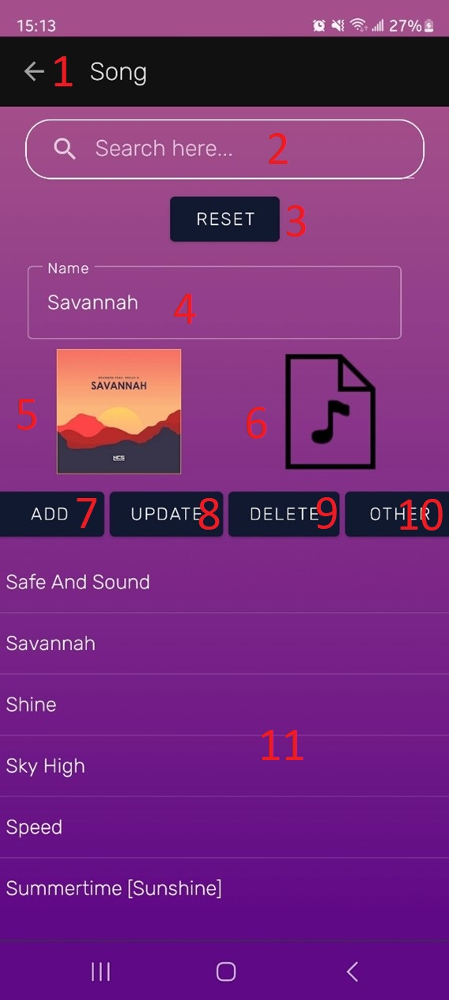 15:13 27%
1 Song
Search here... 2
RESET 3
Name
Savannah 4
SAVANNAH
5 6
NCS
ADD 7 UPDATE 8 DELETE 9 OTHER 10
Safe And Sound
Savannah
Shine
11
Sky High
Speed
Summertime [Sunshine]